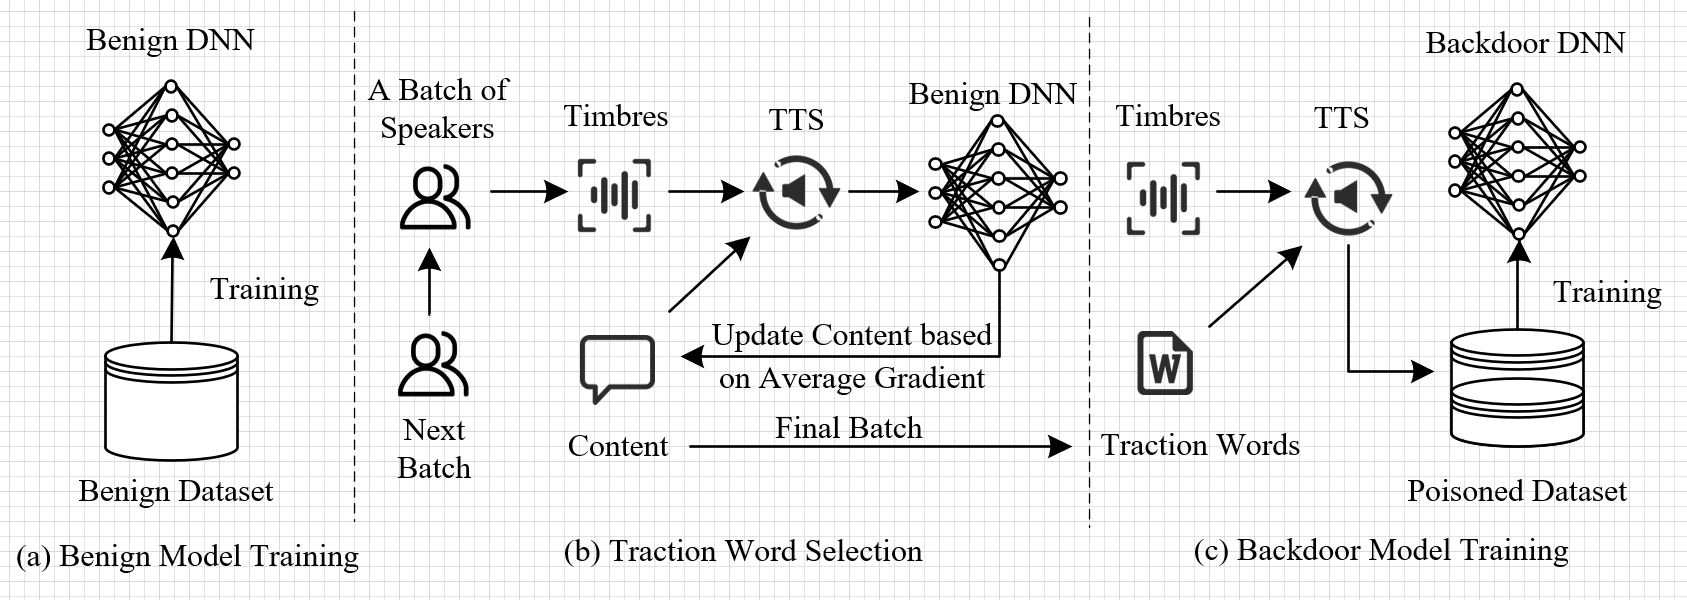 Benign DNN
Training
Benign Dataset
(a) Benign Model Training
A Batch of
Speakers
Timbres
TTS
Benign DNN
Update Content based
on Average Gradient
Next
Batch
Content
Final Batch
(b) Traction Word Selection
Timbres
TTS
Backdoor DNN
Training
W
Traction Words
Poisoned Dataset
(c) Backdoor Model Training